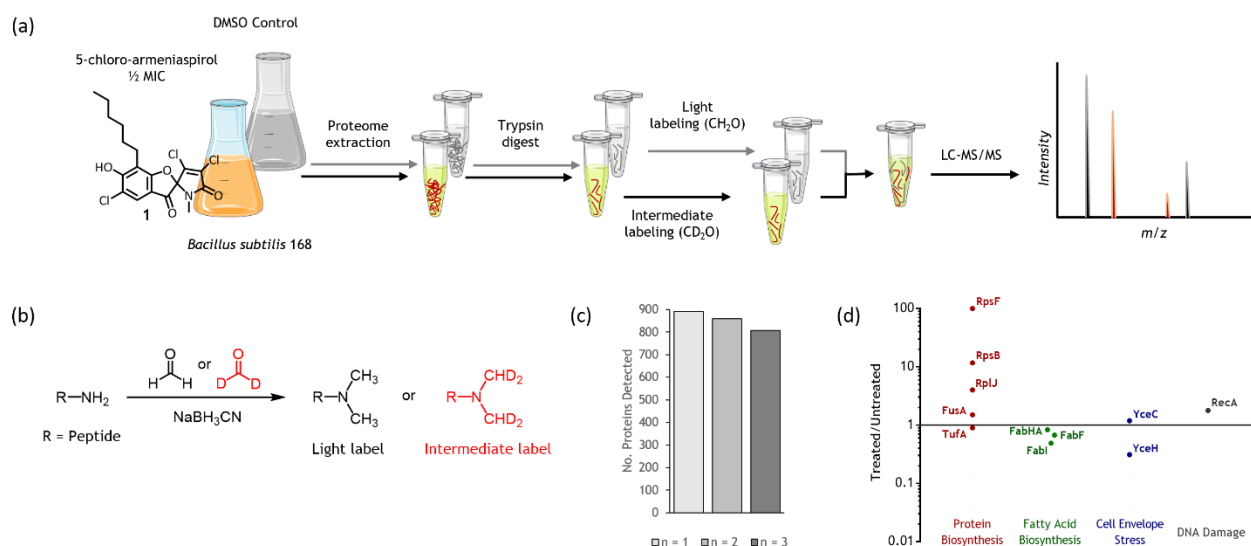 (a)
DMSO Control
5-chloro-armeniaspirol
½ MIC
HO
Cl
O
Cl
Cl
N
O
O
1
Bacillus subtilis 168
Proteome
extraction
Trypsin
digest
Light
labeling (CH2O)
Intermediate
labeling (CD2O)
LC-MS/MS
Intensity
m/z
(b)
R–NH2
R = Peptide
O
H H
or
O
D D
NaBH3CN
CH3
R–N
CH3
Light label
or
CHD2
R–N
CHD2
Intermediate label
(c)
No. Proteins Detected
900
800
700
600
500
400
300
200
100
0
n = 1 n = 2 n = 3
(d)
Treated/Untreated
100
10
1
0.1
0.01
RpsF
RpsB
RplJ
FusA
TufA
FabHA
FabF
FabI
YceC
YceH
RecA
Protein
Biosynthesis
Fatty Acid
Biosynthesis
Cell Envelope
Stress
DNA Damage